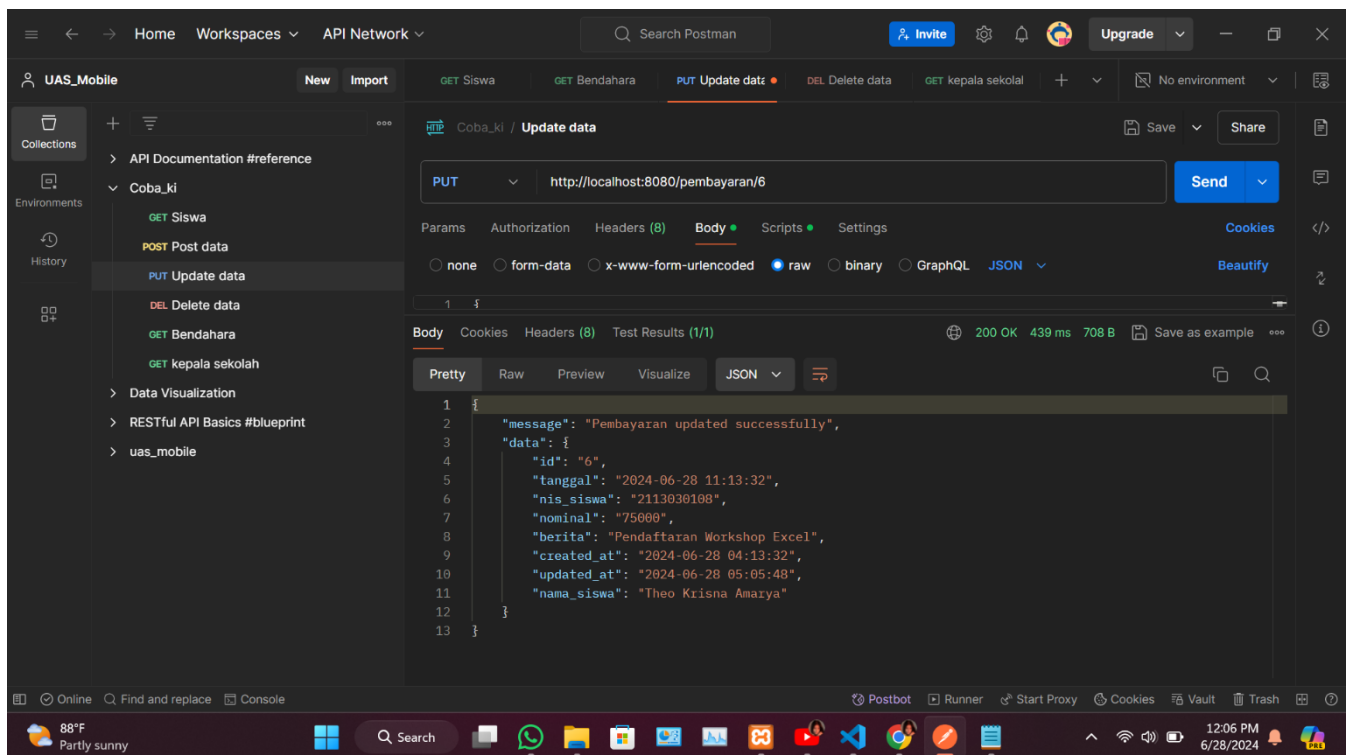 Home Workspaces API Network Search Postman Invite Upgrade
UAS_Mobile New Import GET Siswa GET Bendahara PUT Update data DEL Delete data GET kepala sekolal No environment
Collections
Environments
History
API Documentation #reference
Coba_ki
GET Siswa
POST Post data
PUT Update data
DEL Delete data
GET Bendahara
GET kepala sekolah
Data Visualization
RESTful API Basics #blueprint
uas_mobile
HTTP Coba_ki / Update data Save Share
PUT http://localhost:8080/pembayaran/6 Send
Params Authorization Headers (8) Body Scripts Settings Cookies
none form-data x-www-form-urlencoded raw binary GraphQL JSON Beautify
1 {
Body Cookies Headers (8) Test Results (1/1) 200 OK 439 ms 708 B Save as example
Pretty Raw Preview Visualize JSON
1 {
2 "message": "Pembayaran updated successfully",
3 "data": {
4 "id": "6",
5 "tanggal": "2024-06-28 11:13:32",
6 "nis_siswa": "2113030108",
7 "nominal": "75000",
8 "berita": "Pendaftaran Workshop Excel",
9 "created_at": "2024-06-28 04:13:32",
10 "updated_at": "2024-06-28 05:05:48",
11 "nama_siswa": "Theo Krisna Amarya"
12 }
13 }
Online Find and replace Console Postbot Runner Start Proxy Cookies Vault Trash
88°F
Partly sunny
Search
12:06 PM
6/28/2024
PRE